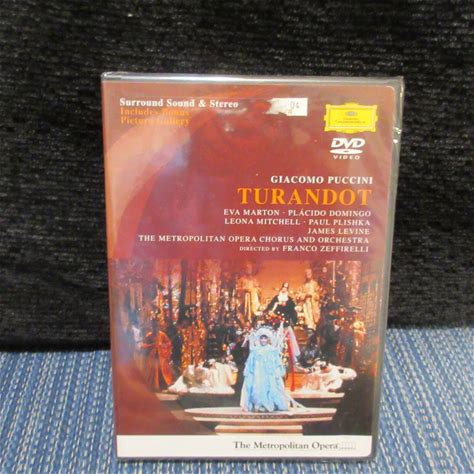 Surround Sound & Stereo
Includes Bonus
Picture Gallery
DVD
VIDEO
GIACOMO PUCCINI
TURANDOT
EVA MARTON · PLÁCIDO DOMINGO
LEONA MITCHELL · PAUL PLISHKA
JAMES LEVINE
THE METROPOLITAN OPERA CHORUS AND ORCHESTRA
DIRECTED BY FRANCO ZEFFIRELLI
The Metropolitan Opera